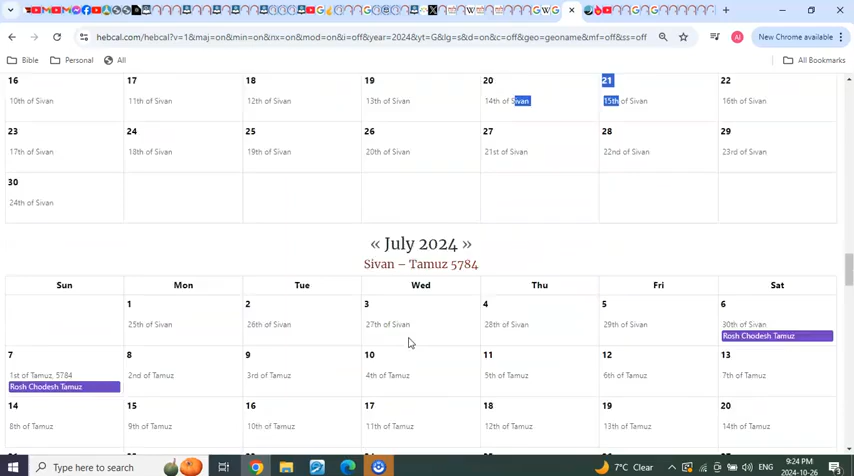 hebcal.com/hebcal?v=1&maj=on&min=on&nx=on&mod=on&i=off&year=2024&yt=G&lg=s&d=on&c=off&geo=geoname&mf=off&ss=off
New Chrome available
Bible Personal All All Bookmarks
16 17 18 19 20 21 22
10th of Sivan 11th of Sivan 12th of Sivan 13th of Sivan 14th of Sivan 15th of Sivan 16th of Sivan
23 24 25 26 27 28 29
17th of Sivan 18th of Sivan 19th of Sivan 20th of Sivan 21st of Sivan 22nd of Sivan 23rd of Sivan
30
24th of Sivan
« July 2024 »
Sivan – Tamuz 5784
Sun Mon Tue Wed Thu Fri Sat
1 2 3 4 5 6
25th of Sivan 26th of Sivan 27th of Sivan 28th of Sivan 29th of Sivan 30th of Sivan
Rosh Chodesh Tamuz
7 8 9 10 11 12 13
1st of Tamuz, 5784 2nd of Tamuz 3rd of Tamuz 4th of Tamuz 5th of Tamuz 6th of Tamuz 7th of Tamuz
Rosh Chodesh Tamuz
14 15 16 17 18 19 20
8th of Tamuz 9th of Tamuz 10th of Tamuz 11th of Tamuz 12th of Tamuz 13th of Tamuz 14th of Tamuz
Type here to search
7°C Clear
ENG
9:24 PM
2024-10-26